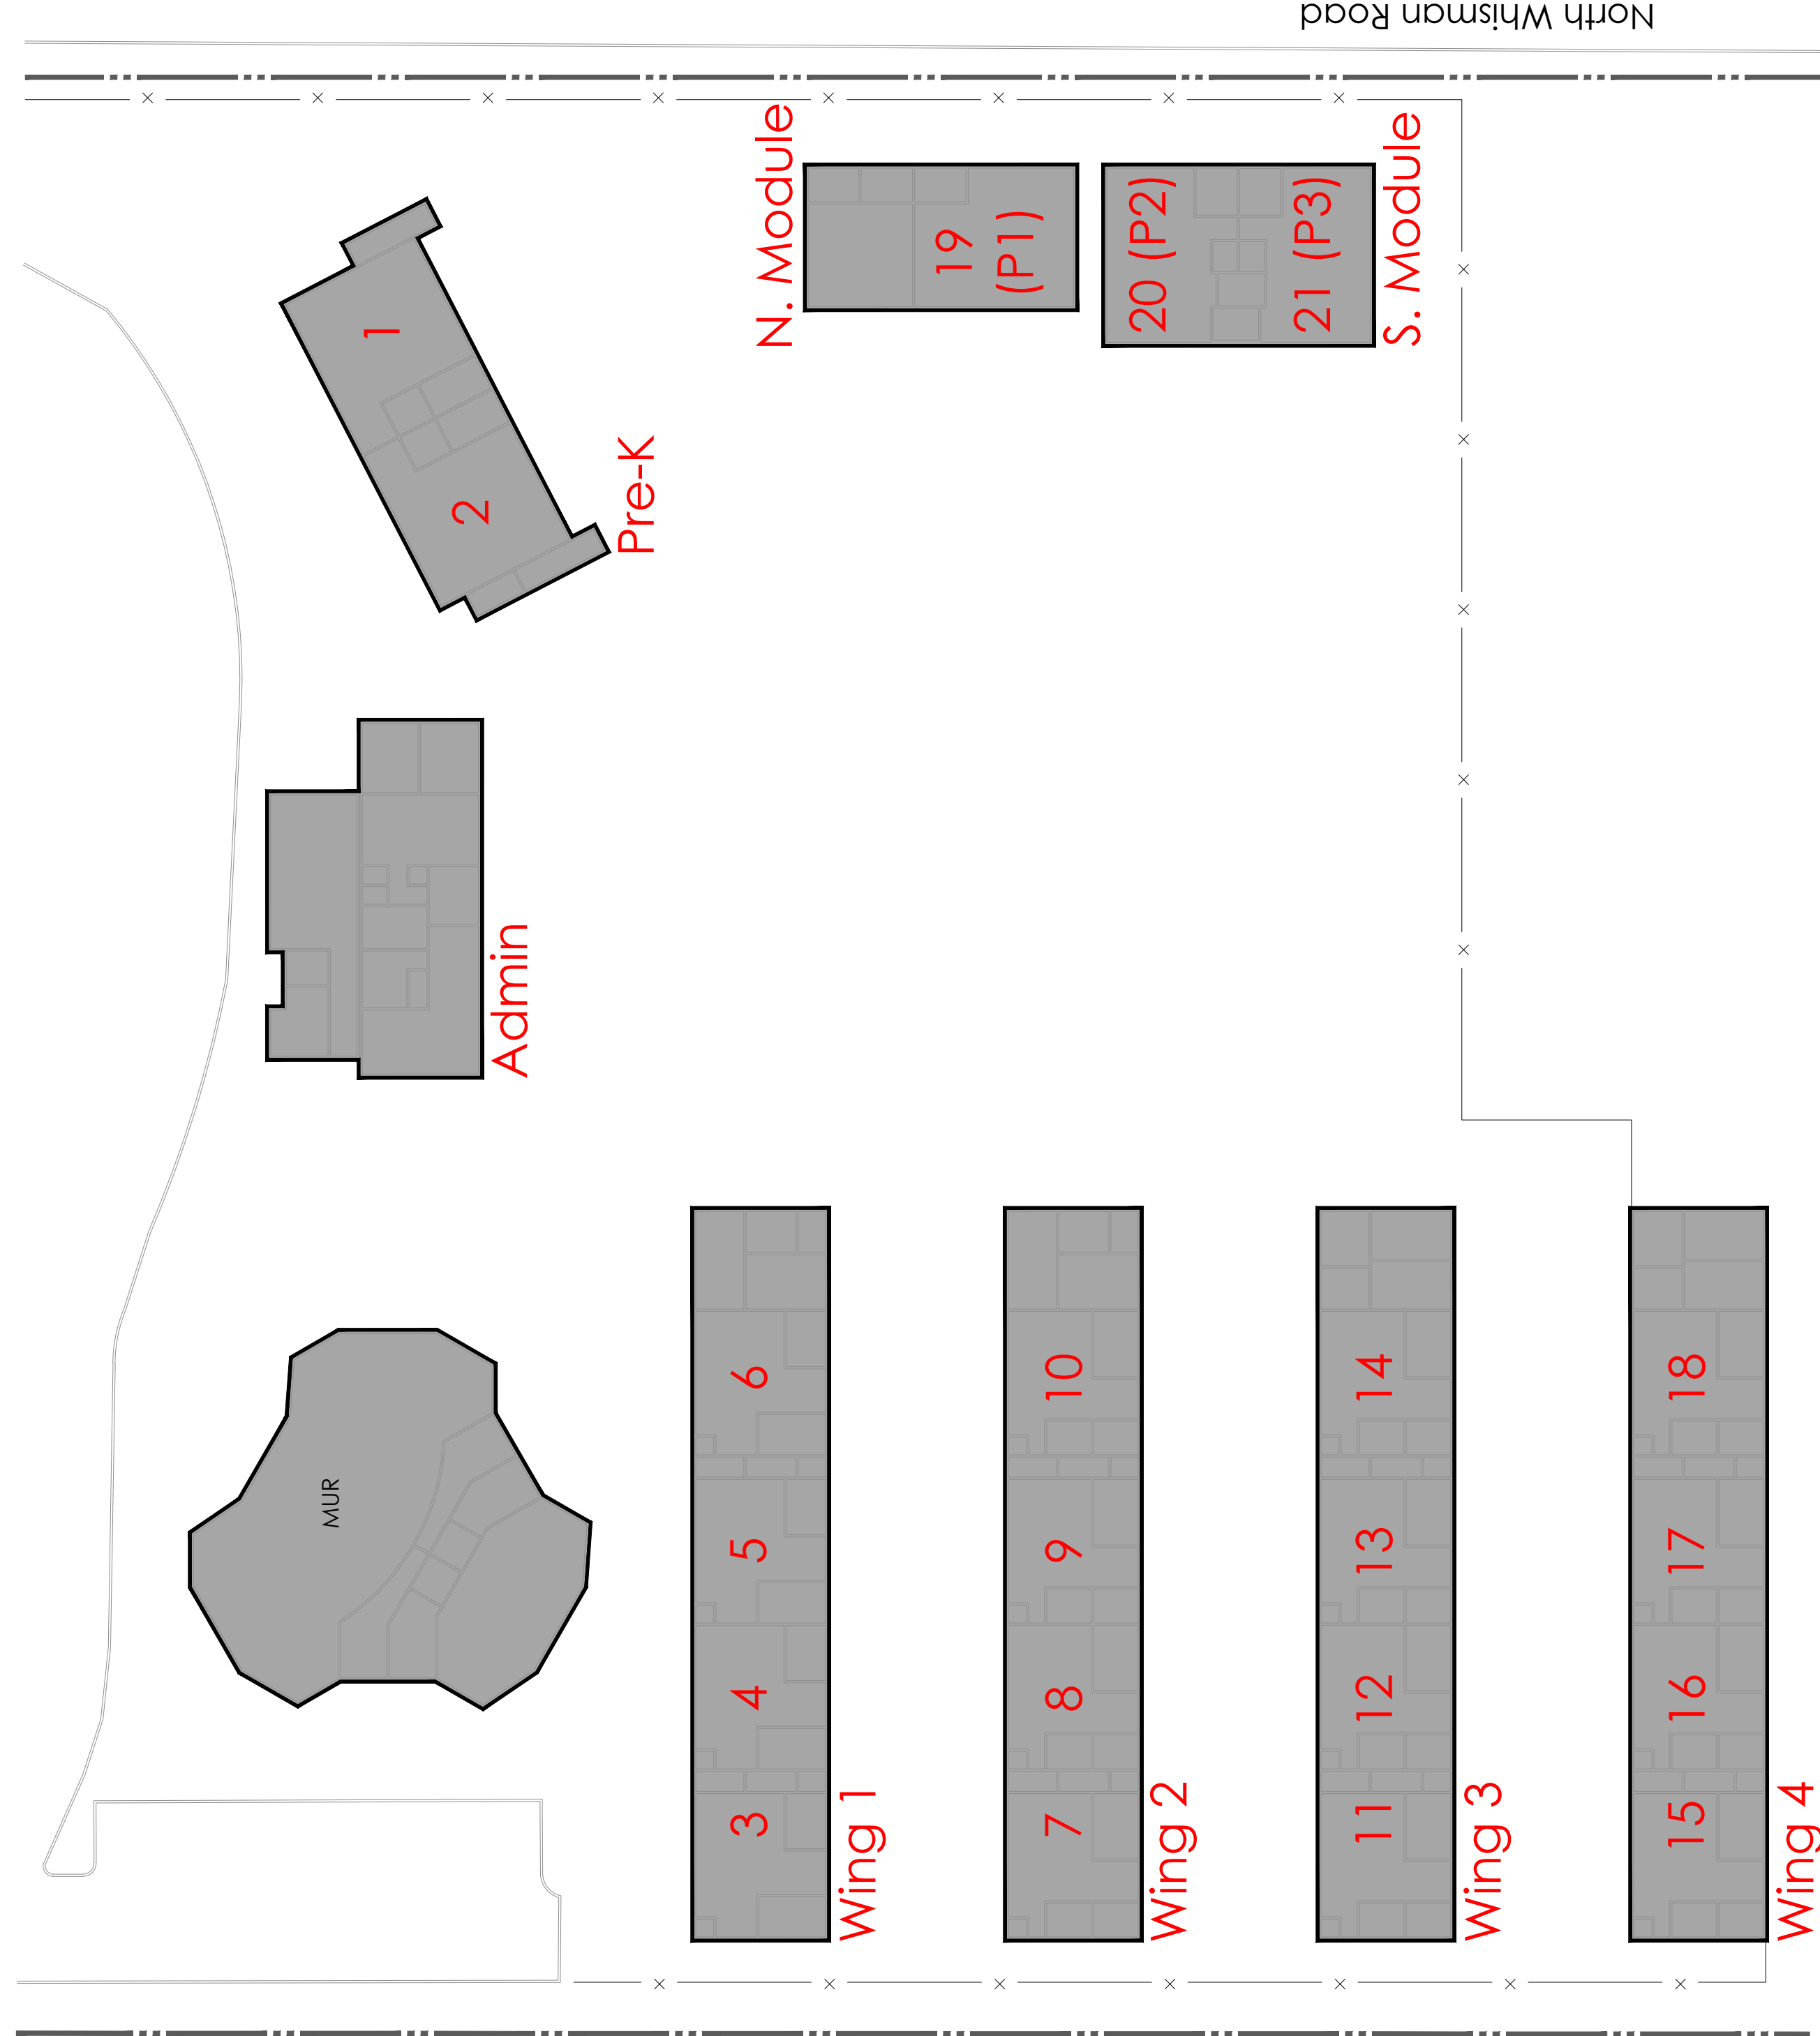 North Whisman Road
N. Module
19
(P1)
20 (P2)
21 (P3)
S. Module
1
2
Pre-K
Admin
MUR
6
5
4
3
Wing 1
10
9
8
7
Wing 2
14
13
12
11
Wing 3
18
17
16
15
Wing 4